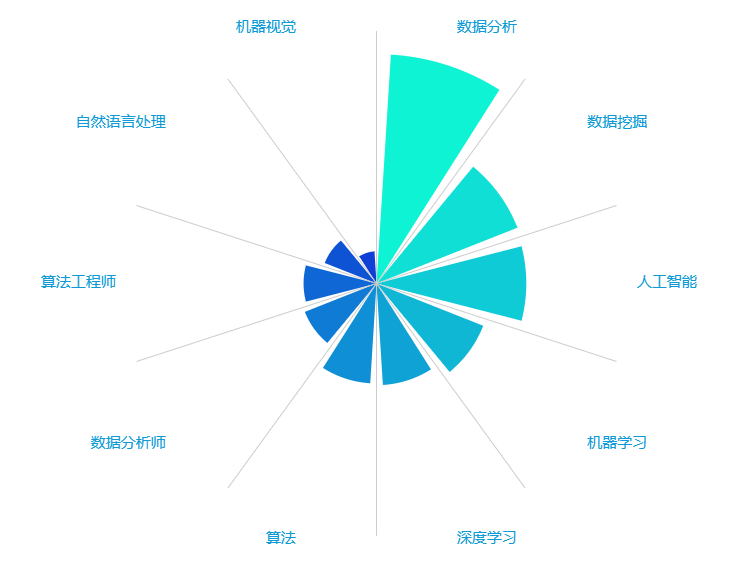 机器视觉
数据分析
自然语言处理
数据挖掘
算法工程师
人工智能
数据分析师
机器学习
算法
深度学习